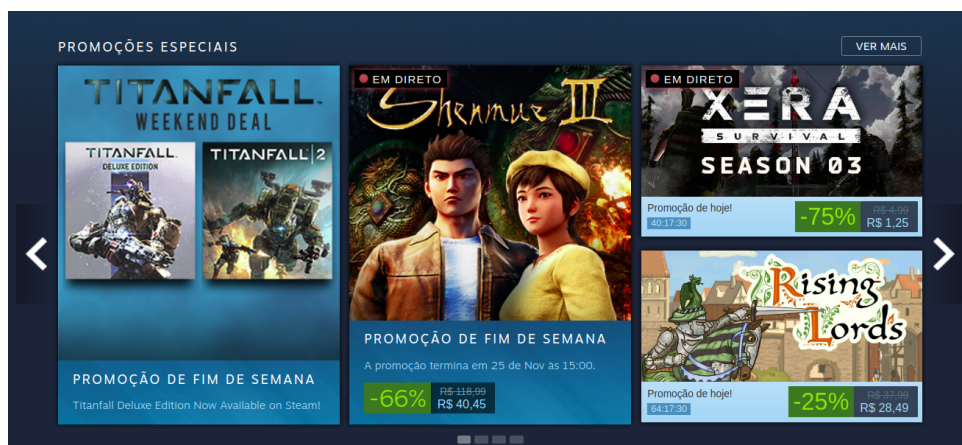 PROMOÇÕES ESPECIAIS
VER MAIS
TITANFALL
WEEKEND DEAL
TITANFALL
DELUXE EDITION
TITANFALL|2
PROMOÇÃO DE FIM DE SEMANA
Titanfall Deluxe Edition Now Available on Steam!
EM DIRETO
Shenmue III
PROMOÇÃO DE FIM DE SEMANA
A promoção termina em 25 de Nov às 15:00.
-66%
R$ 118,99
R$ 40,45
EM DIRETO
XERA
SURVIVAL
SEASON 03
Promoção de hoje!
40:17:30
-75%
R$ 4,99
R$ 1,25
Rising
Lords
Promoção de hoje!
64:17:30
-25%
R$ 37,99
R$ 28,49